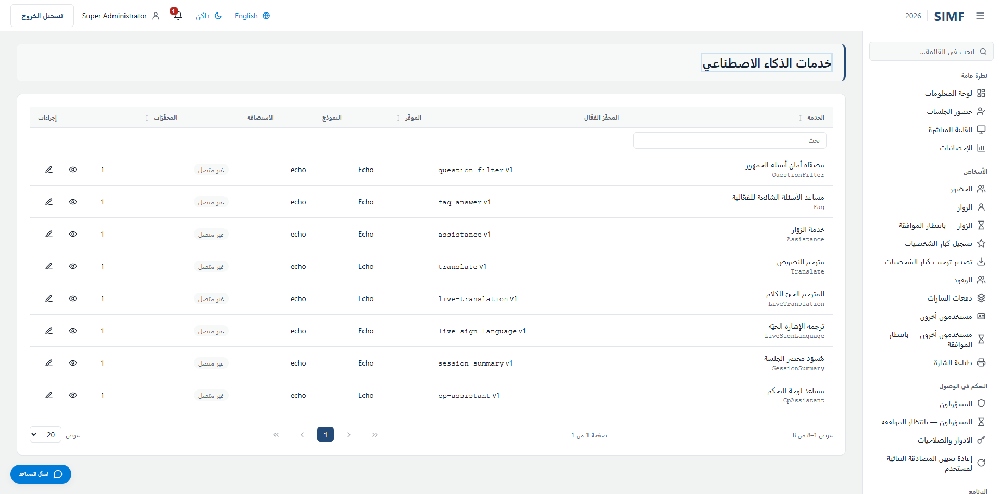 SIMF
2026
English
داكن
1
Super Administrator
تسجيل الخروج
ابحث في القائمة...
نظرة عامة
لوحة المعلومات
حضور الجلسات
القاعة المباشرة
الإحصائيات
الأشخاص
الحضور
الزوار
الزوار — بانتظار الموافقة
تسجيل كبار الشخصيات
تصدير ترحيب كبار الشخصيات
الوفود
دفعات الشارات
مستخدمون آخرون
مستخدمون آخرون — بانتظار
الموافقة
طباعة الشارة
التحكم في الوصول
المسؤولون
المسؤولون — بانتظار الموافقة
الأدوار والصلاحيات
إعادة تعيين المصادقة الثنائية
لمستخدم
البرنامج
خدمات الذكاء الاصطناعي
الخدمة المحفّز الفعّال الموفّر النموذج الاستضافة المحفّزات إجراءات
بحث
مصفّاة أمان أسئلة الجمهور question-filter v1 Echo echo غير متصل 1
QuestionFilter
مساعد الأسئلة الشائعة للفعّالية faq-answer v1 Echo echo غير متصل 1
Faq
خدمة الزوّار assistance v1 Echo echo غير متصل 1
Assistance
مترجم النصوص translate v1 Echo echo غير متصل 1
Translate
المترجم الحيّ للكلام live-translation v1 Echo echo غير متصل 1
LiveTranslation
ترجمة الإشارة الحيّة live-sign-language v1 Echo echo غير متصل 1
LiveSignLanguage
مُسوّد محضر الجلسة session-summary v1 Echo echo غير متصل 1
SessionSummary
مساعد لوحة التحكم cp-assistant v1 Echo echo غير متصل 1
CpAssistant
عرض 1–8 من 8
صفحة 1 من 1
« ‹ 1 › »
عرض 20
اسأل المساعد